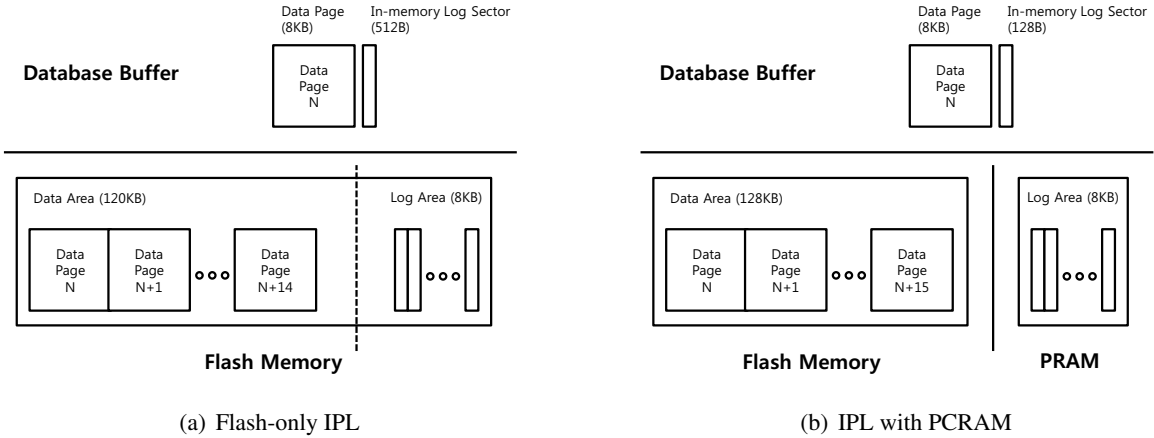 Data Page
(8KB)
In-memory Log Sector
(512B)
Database Buffer
Data
Page
N
Data Area (120KB)
Log Area (8KB)
Data
Page
N
Data
Page
N+1
Data
Page
N+14
Flash Memory
(a) Flash-only IPL
Data Page
(8KB)
In-memory Log Sector
(128B)
Database Buffer
Data
Page
N
Data Area (128KB)
Log Area (8KB)
Data
Page
N
Data
Page
N+1
Data
Page
N+15
Flash Memory
PRAM
(b) IPL with PCRAM